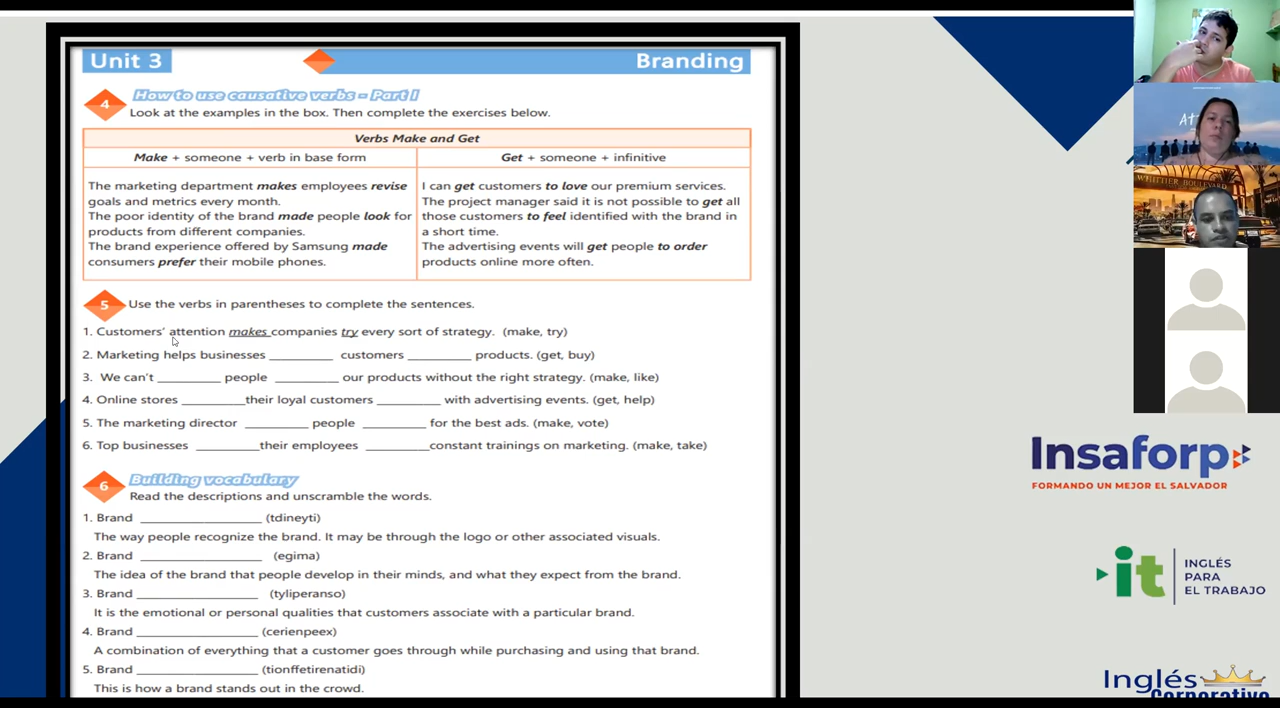 Unit 3
Branding
4
How to use causative verbs – Part I
Look at the examples in the box. Then complete the exercises below.
Verbs Make and Get
Make + someone + verb in base form
Get + someone + infinitive
The marketing department makes employees revise
goals and metrics every month.
The poor identity of the brand made people look for
products from different companies.
The brand experience offered by Samsung made
consumers prefer their mobile phones.
I can get customers to love our premium services.
The project manager said it is not possible to get all
those customers to feel identified with the brand in
a short time.
The advertising events will get people to order
products online more often.
5
Use the verbs in parentheses to complete the sentences.
1. Customers’ attention makes companies try every sort of strategy. (make, try)
2. Marketing helps businesses __________ customers __________ products. (get, buy)
3. We can't __________ people __________ our products without the right strategy. (make, like)
4. Online stores __________their loyal customers __________ with advertising events. (get, help)
5. The marketing director __________ people __________ for the best ads. (make, vote)
6. Top businesses __________their employees __________constant trainings on marketing. (make, take)
6
Building vocabulary
Read the descriptions and unscramble the words.
1. Brand ___________________ (tdineyti)
The way people recognize the brand. It may be through the logo or other associated visuals.
2. Brand ___________________ (egima)
The idea of the brand that people develop in their minds, and what they expect from the brand.
3. Brand ___________________ (tyliperanso)
It is the emotional or personal qualities that customers associate with a particular brand.
4. Brand ___________________ (cerienpeex)
A combination of everything that a customer goes through while purchasing and using that brand.
5. Brand ___________________ (tionffetirenatidi)
This is how a brand stands out in the crowd.
WHITTIER BOULEVARD
Insaforp
FORMANDO UN MEJOR EL SALVADOR
it
INGLÉS
PARA
EL TRABAJO
Inglés
Corporativo